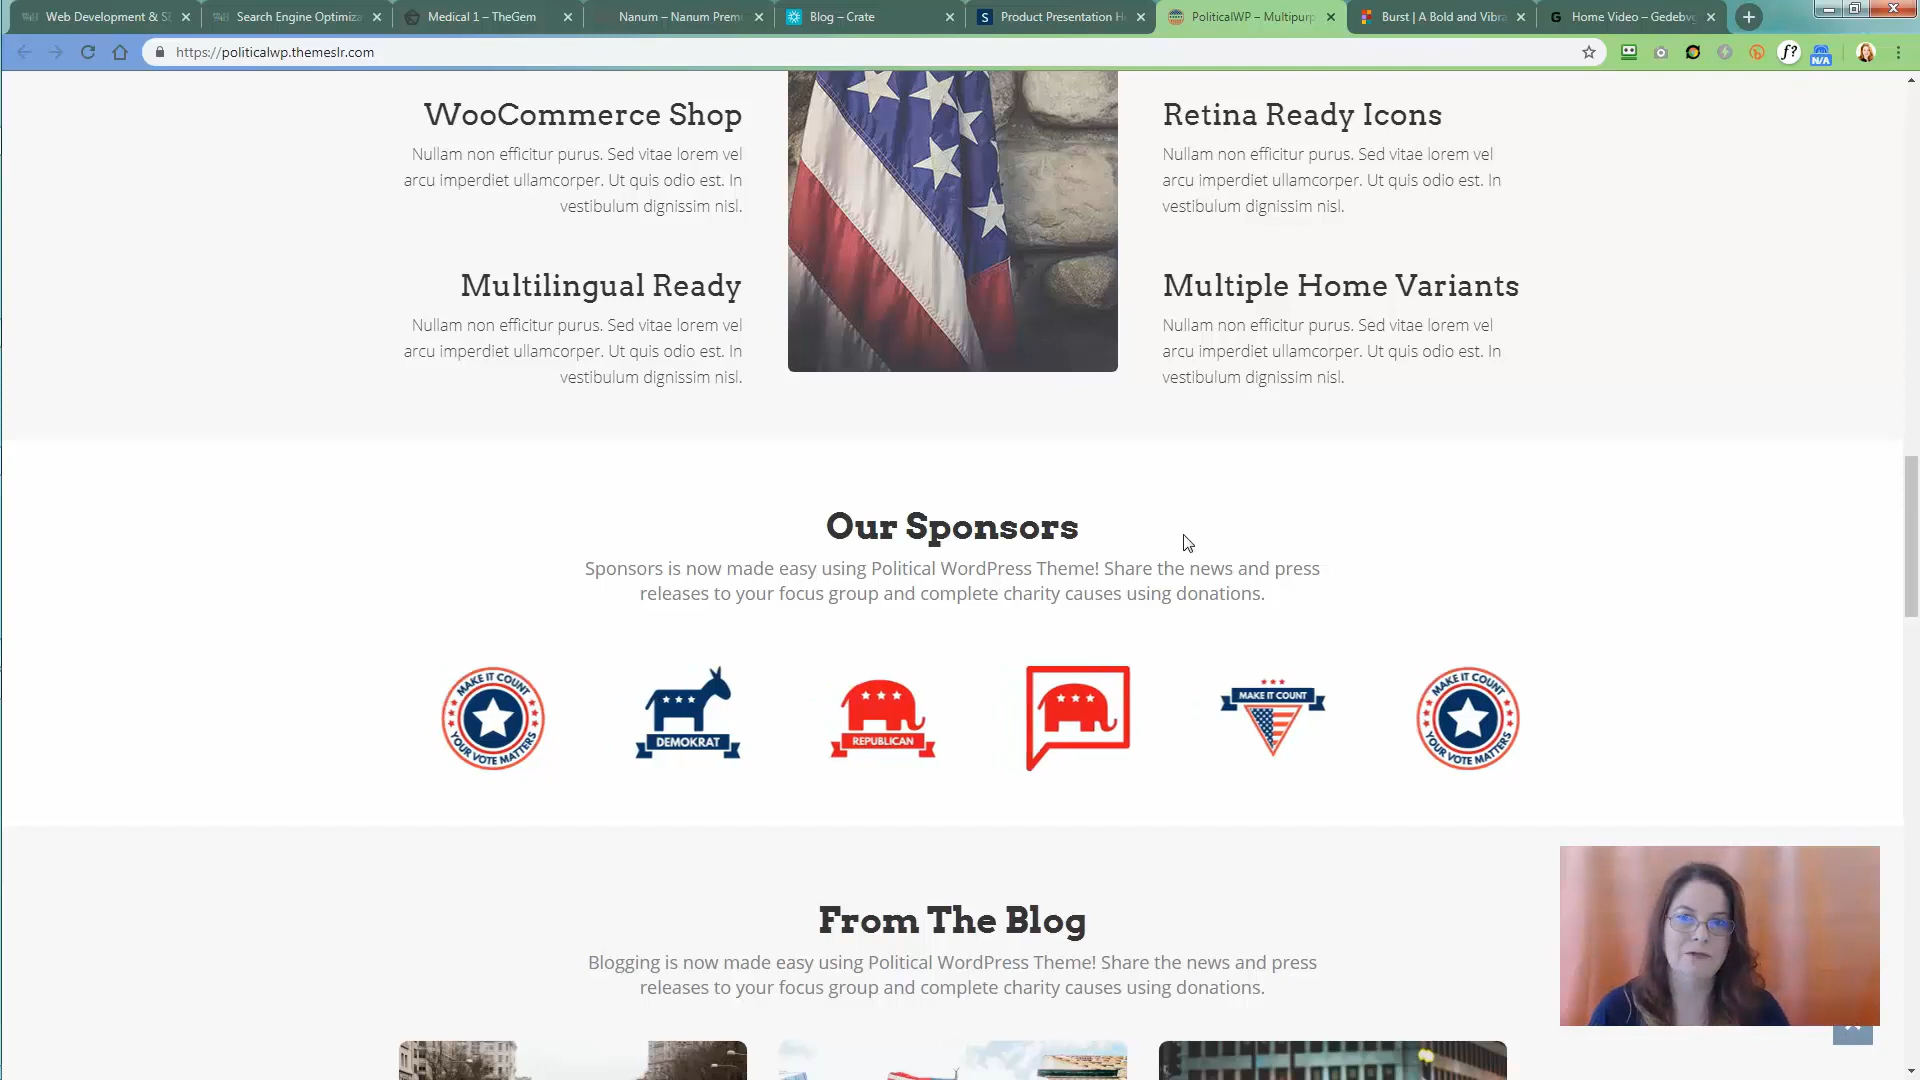 Web Development & S
Search Engine Optimiza
Medical 1 – TheGem
Nanum – Nanum Prem
Blog – Crate
Product Presentation H
PoliticalWP – Multipurp
Burst | A Bold and Vibra
Home Video – Gedebv
https://politicalwp.themeslr.com
f?
N/A
WooCommerce Shop
Nullam non efficitur purus. Sed vitae lorem vel
arcu imperdiet ullamcorper. Ut quis odio est. In
vestibulum dignissim nisl.
Multilingual Ready
Nullam non efficitur purus. Sed vitae lorem vel
arcu imperdiet ullamcorper. Ut quis odio est. In
vestibulum dignissim nisl.
Retina Ready Icons
Nullam non efficitur purus. Sed vitae lorem vel
arcu imperdiet ullamcorper. Ut quis odio est. In
vestibulum dignissim nisl.
Multiple Home Variants
Nullam non efficitur purus. Sed vitae lorem vel
arcu imperdiet ullamcorper. Ut quis odio est. In
vestibulum dignissim nisl.
Our Sponsors
Sponsors is now made easy using Political WordPress Theme! Share the news and press
releases to your focus group and complete charity causes using donations.
MAKE IT COUNT
YOUR VOTE MATTERS
DEMOKRAT
REPUBLICAN
MAKE IT COUNT
MAKE IT COUNT
YOUR VOTE MATTERS
From The Blog
Blogging is now made easy using Political WordPress Theme! Share the news and press
releases to your focus group and complete charity causes using donations.